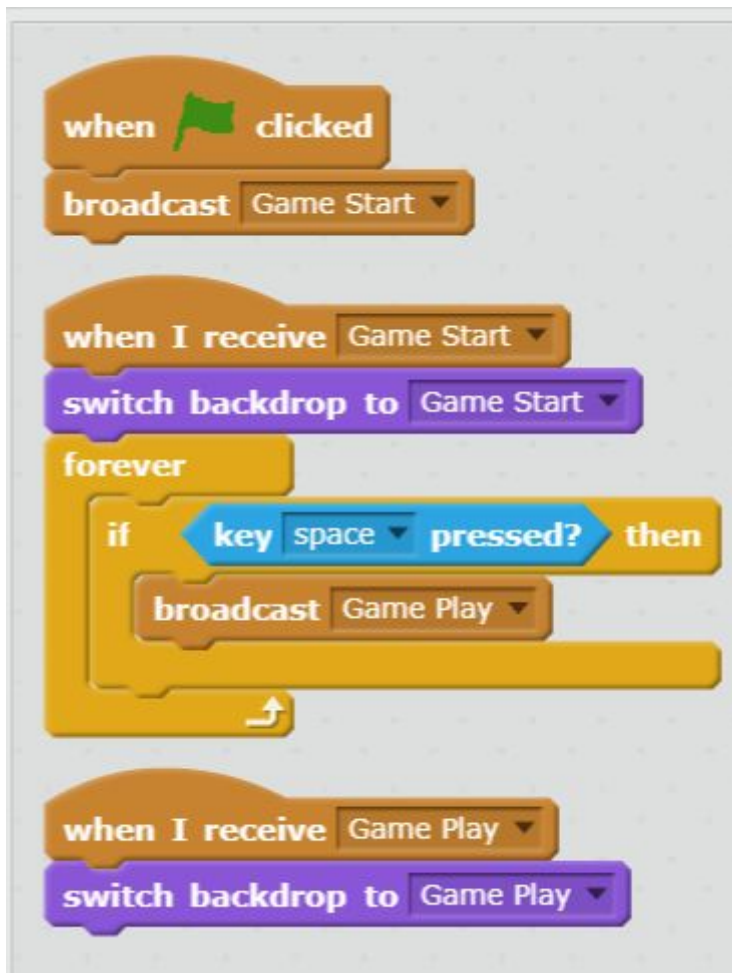 when clicked
broadcast Game Start
when I receive Game Start
switch backdrop to Game Start
forever
if key space pressed? then
broadcast Game Play
when I receive Game Play
switch backdrop to Game Play